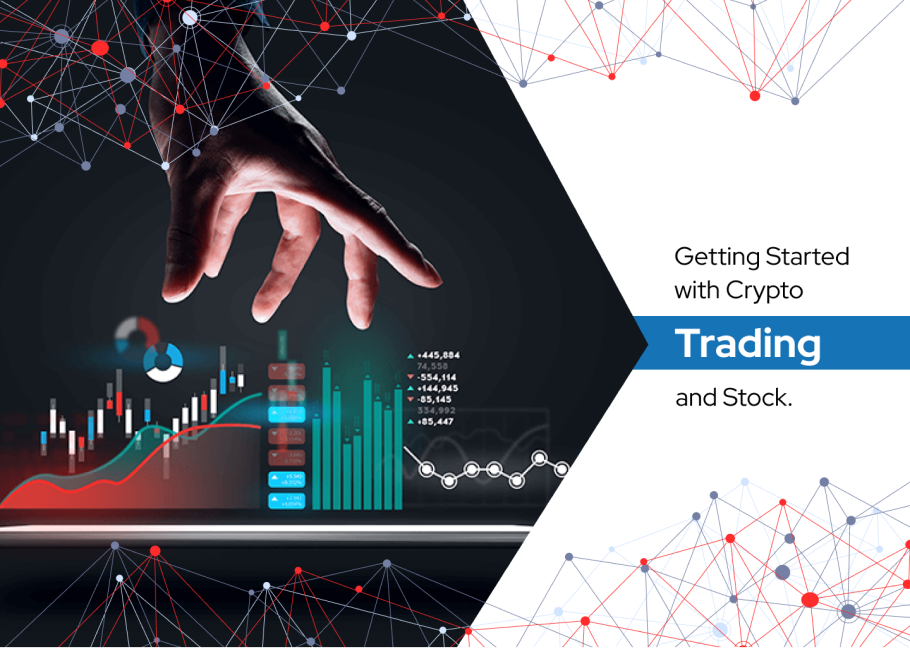 +445,884
74,558
-554,114
+144,945
-85,145
334,992
+85,447
Getting Started
with Crypto
Trading
and Stock.